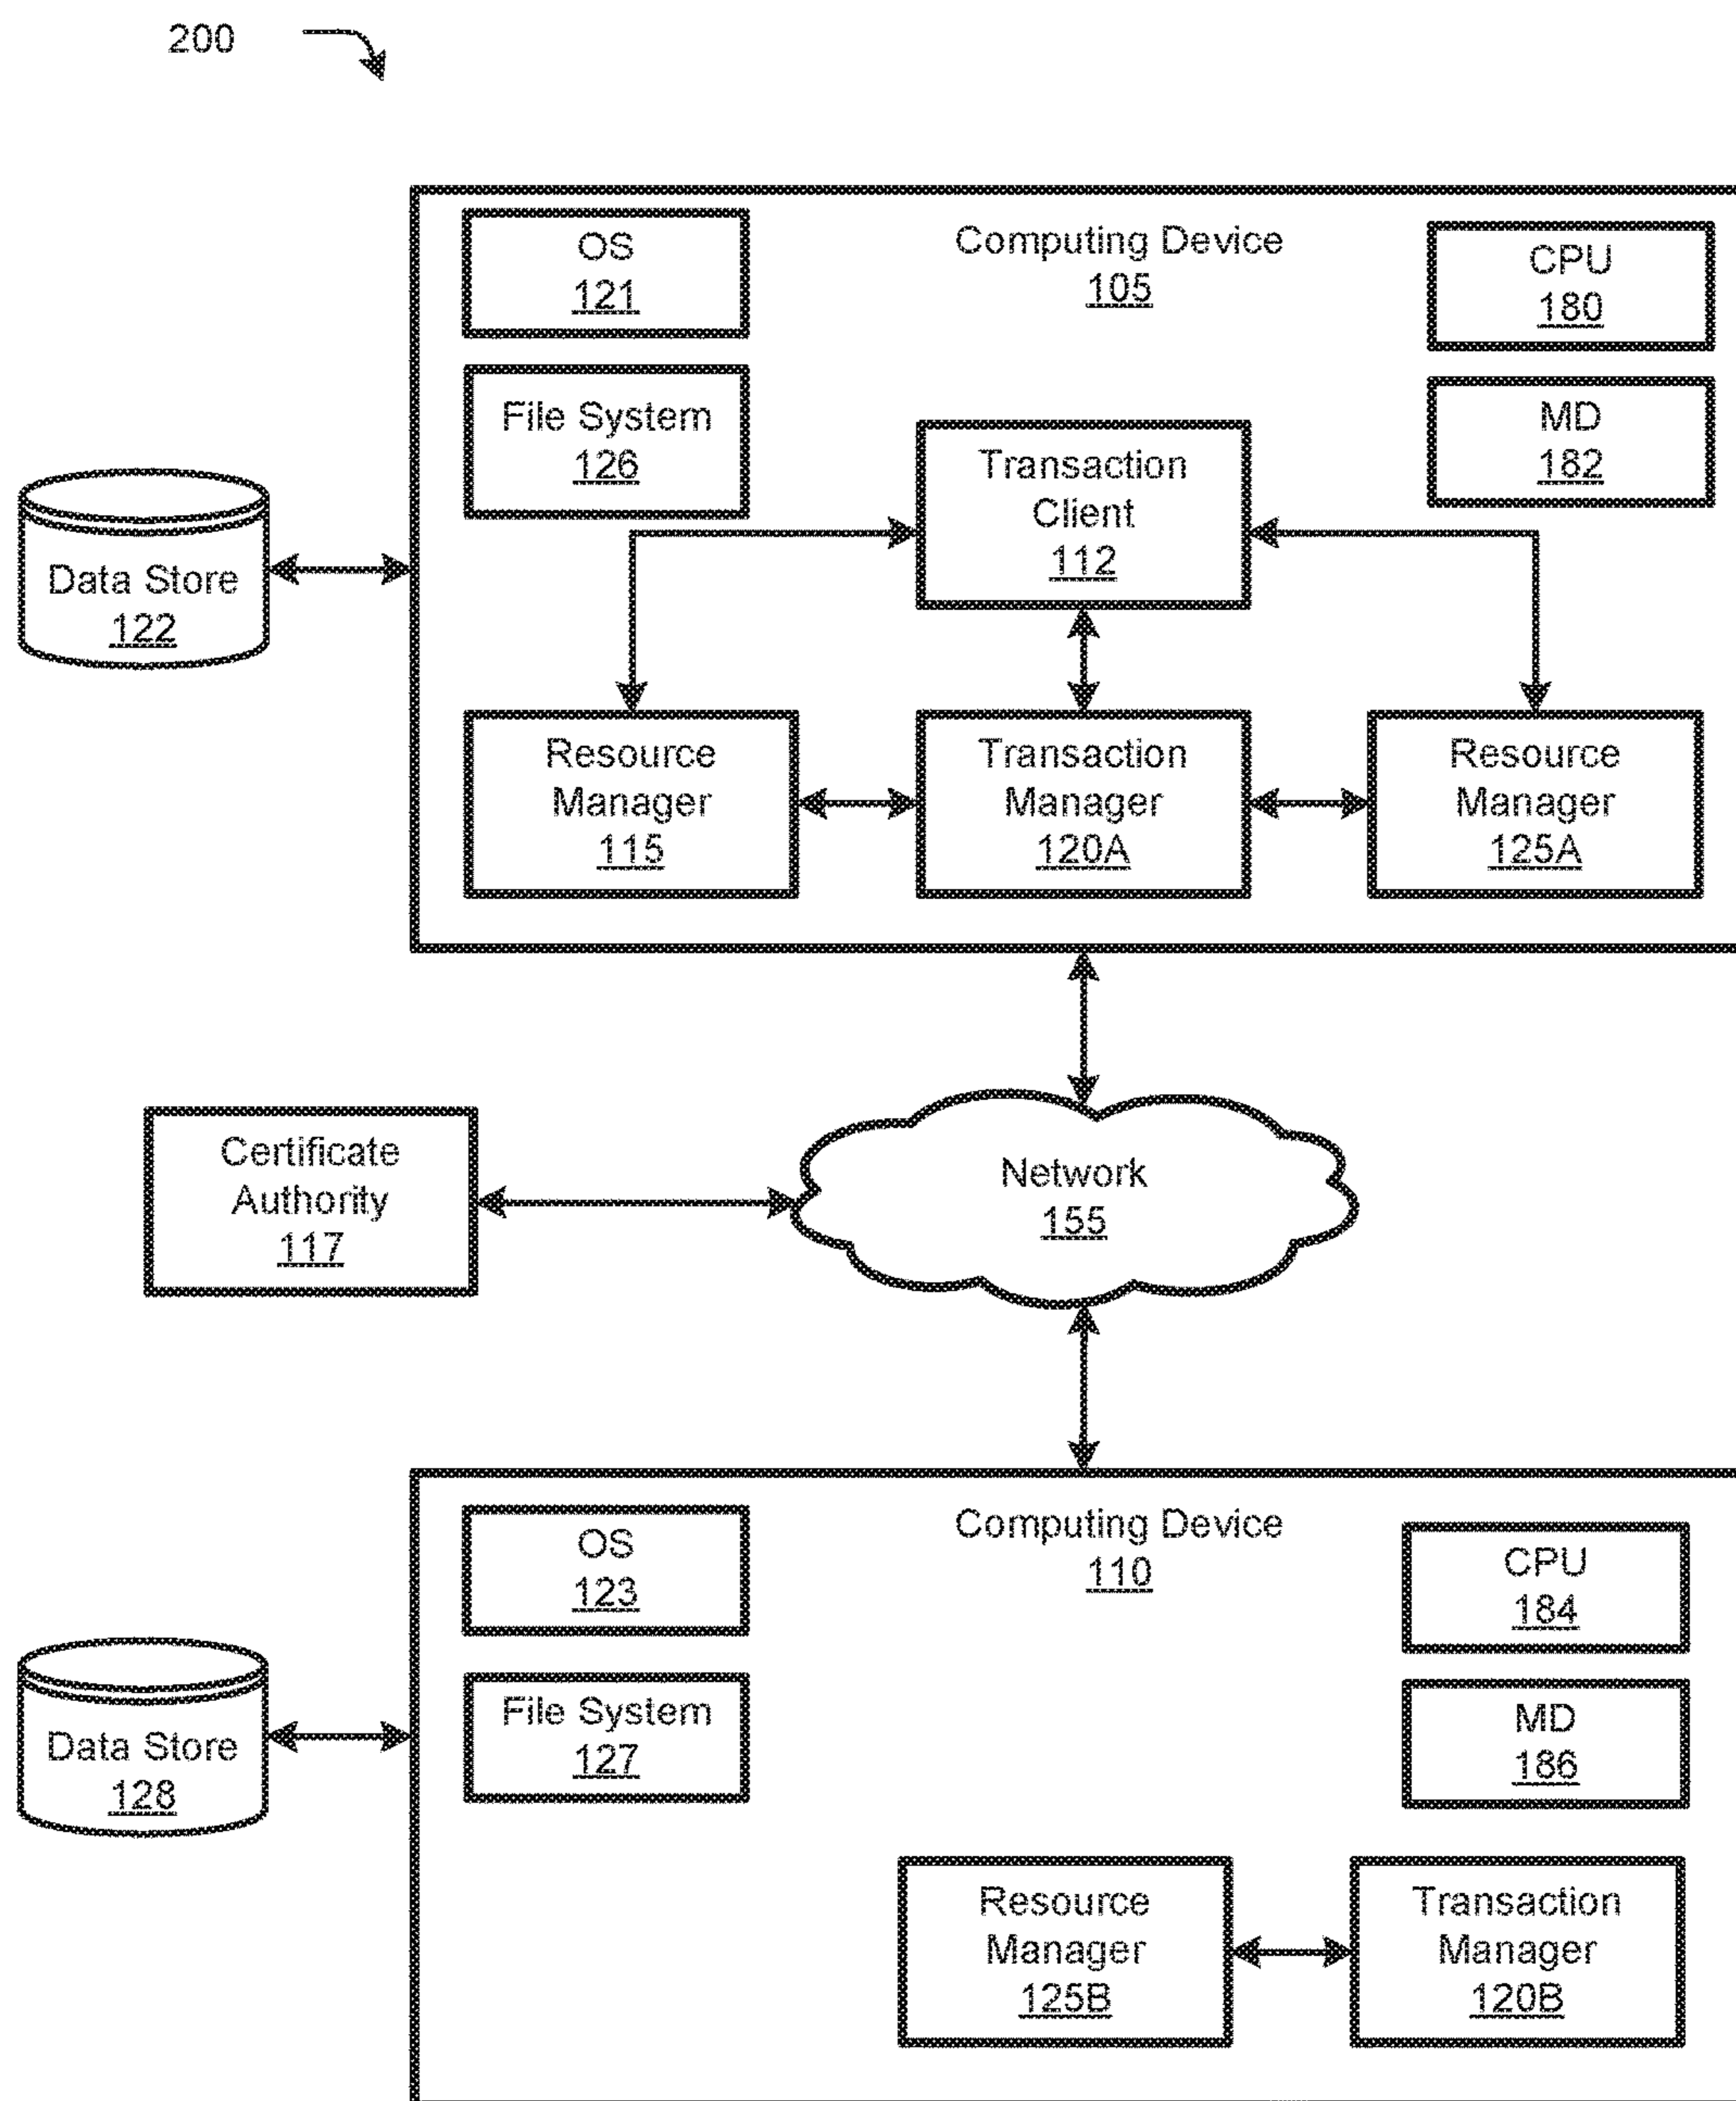 200
OS
121
Computing Device
105
CPU
180
File System
126
MD
182
Transaction
Client
112
Data Store
122
Resource
Manager
115
Transaction
Manager
120A
Resource
Manager
125A
Certificate
Authority
117
Network
155
OS
123
Computing Device
110
CPU
184
File System
127
MD
186
Data Store
128
Resource
Manager
125B
Transaction
Manager
120B